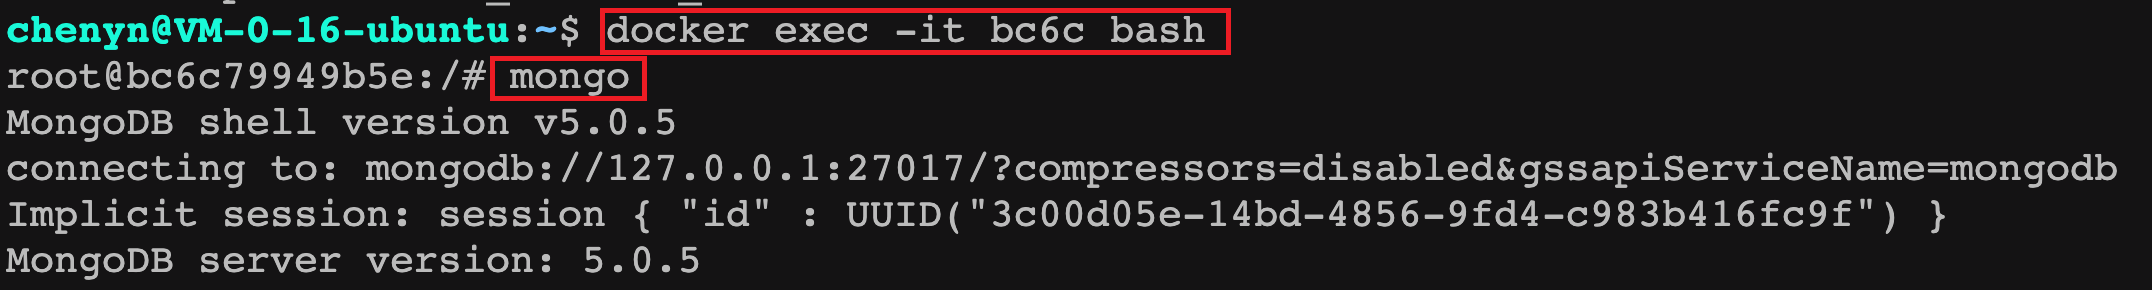 chenyn@VM-0-16-ubuntu:~$ docker exec -it bc6c bash
root@bc6c79949b5e:/# mongo
MongoDB shell version v5.0.5
connecting to: mongodb://127.0.0.1:27017/?compressors=disabled&gssapiServiceName=mongodb
Implicit session: session { "id" : UUID("3c00d05e-14bd-4856-9fd4-c983b416fc9f") }
MongoDB server version: 5.0.5